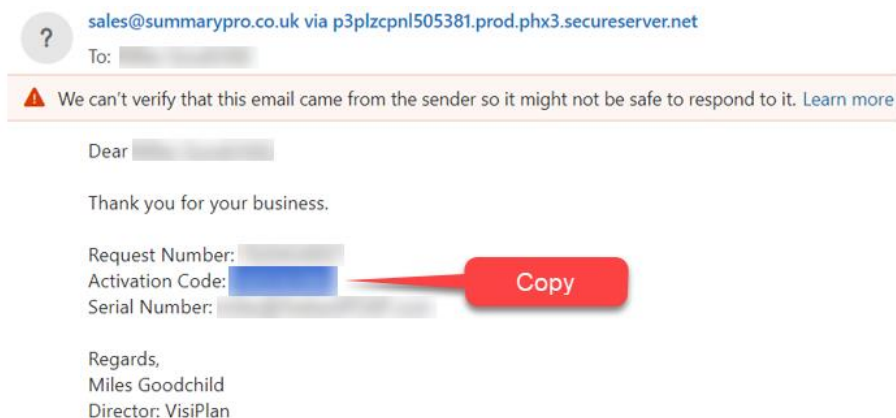 sales@summarypro.co.uk via p3plzcpnl505381.prod.phx3.secureserver.net
?
To:
We can't verify that this email came from the sender so it might not be safe to respond to it. Learn more
Dear
Thank you for your business.
Request Number:
Activation Code:
Copy
Serial Number:
Regards,
Miles Goodchild
Director: VisiPlan